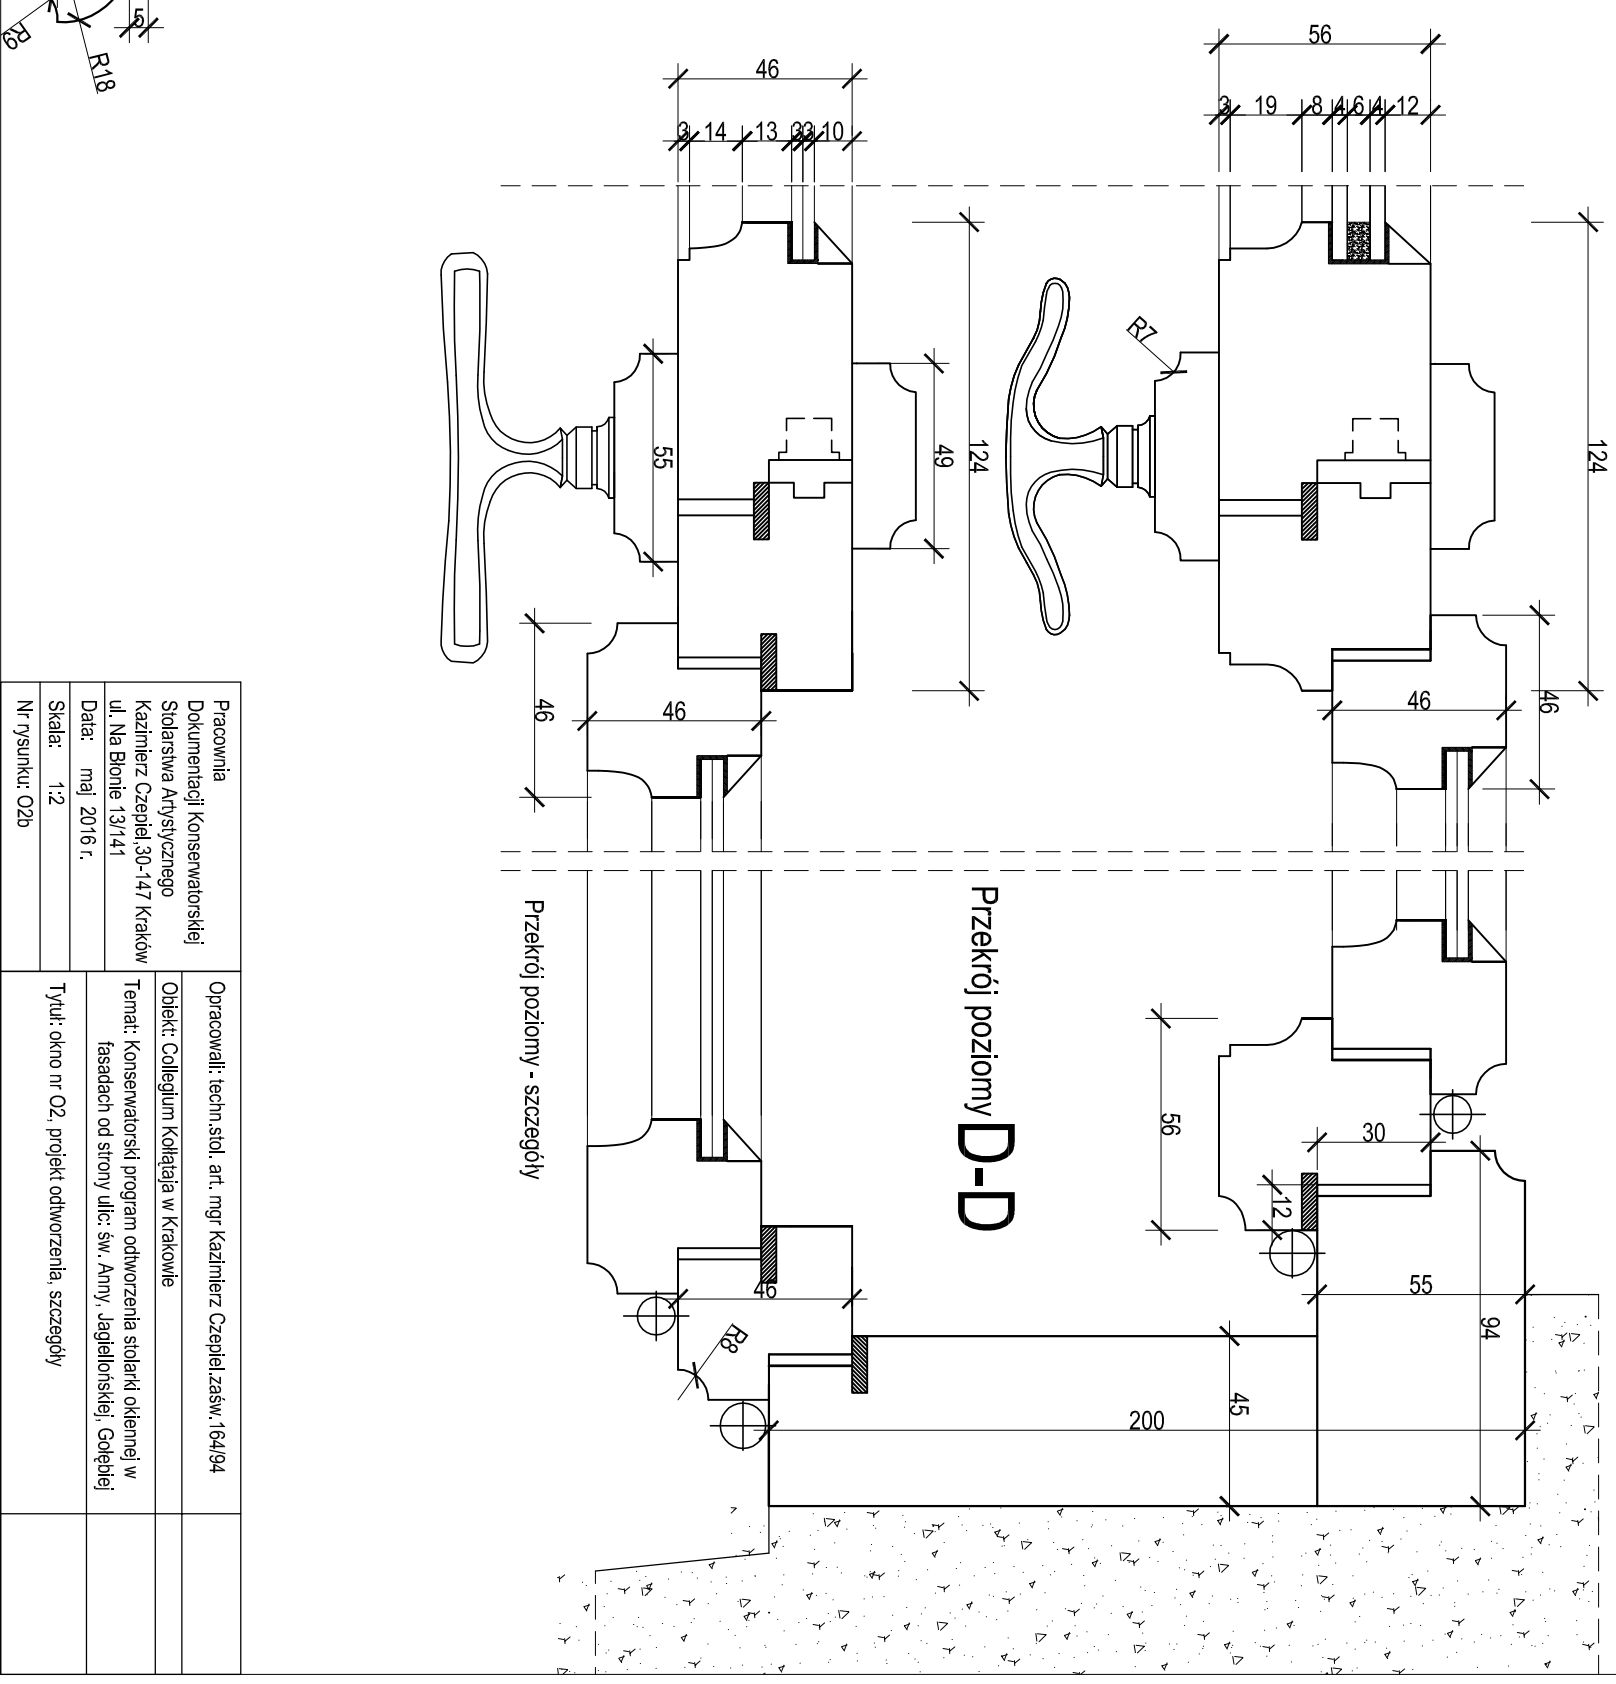 R9
R18
5
46
3 14 13 3 3 10
56
3 19 8 4 6 4 12
124
124
R7
55
49
46
46
46
46
Przekrój poziomy D-D
Przekrój poziomy - szczegóły
56
30
12
55
94
46
R8
45
200
Pracownia
Dokumentacji Konserwatorskiej
Stolarstwa Artystycznego
Kazimierz Czepiel,30-147 Kraków
ul. Na Błonie 13/141
Data: maj 2016 r.
Skala: 1:2
Nr rysunku: O2b
Opracowali: techn.stol. art. mgr Kazimierz Czepiel.zaśw.164/94
Obiekt: Collegium Kołłątaja w Krakowie
Temat: Konserwatorski program odtworzenia stolarki okiennej w
fasadach od strony ulic: św. Anny, Jagiellońskiej, Gołębiej
Tytuł: okno nr O2, projekt odtworzenia, szczegóły